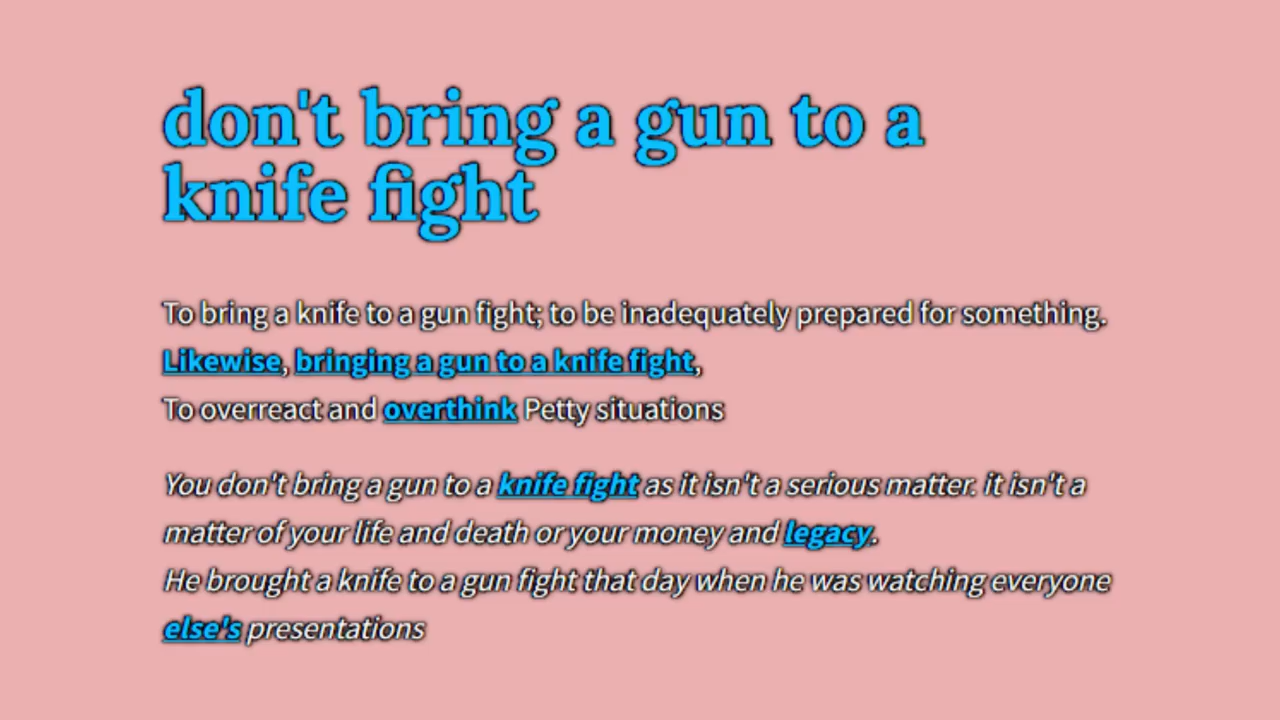 don't bring a gun to a
knife fight
To bring a knife to a gun fight; to be inadequately prepared for something.
Likewise, bringing a gun to a knife fight,
To overreact and overthink Petty situations
You don't bring a gun to a knife fight as it isn't a serious matter. it isn't a
matter of your life and death or your money and legacy.
He brought a knife to a gun fight that day when he was watching everyone
else's presentations